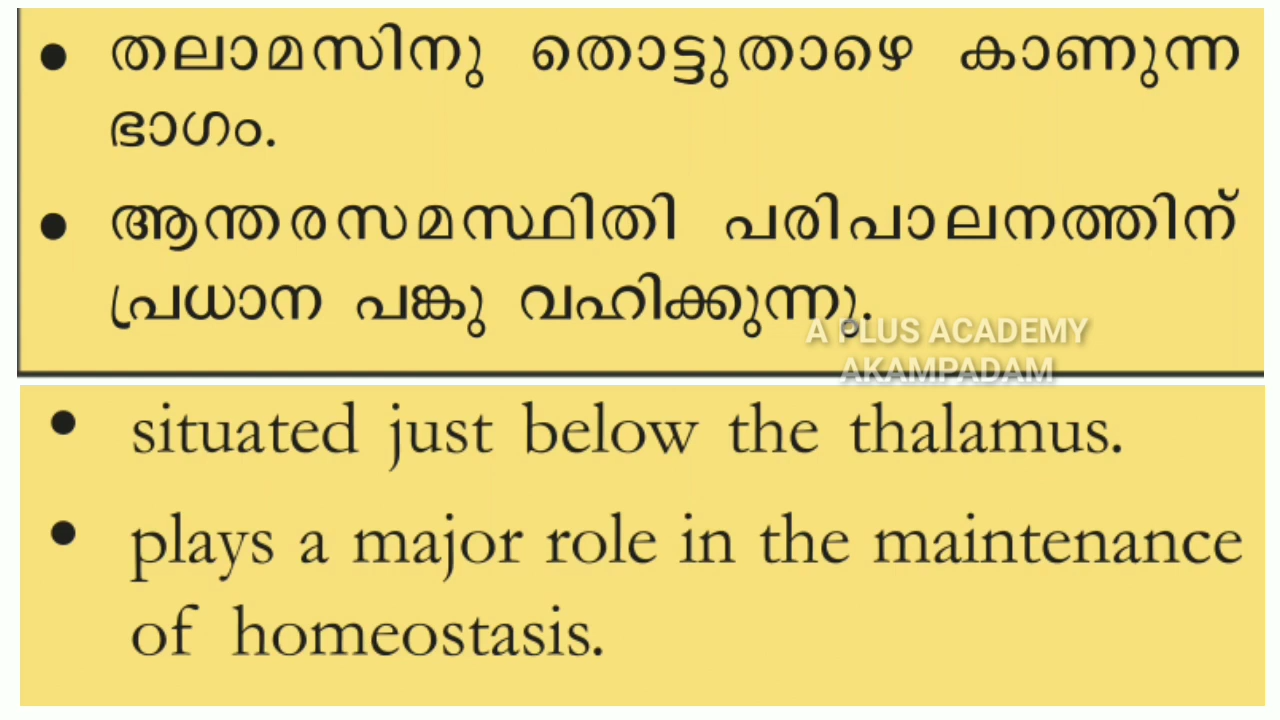 • തലാമസിനു തൊട്ടുതാഴെ കാണുന്ന
ഭാഗം.
• ആന്തരസമസ്ഥിതി പരിപാലനത്തിന്
പ്രധാന പങ്കു വഹിക്കുന്നു.
A PLUS ACADEMY
AKAMPADAM
• situated just below the thalamus.
• plays a major role in the maintenance
of homeostasis.